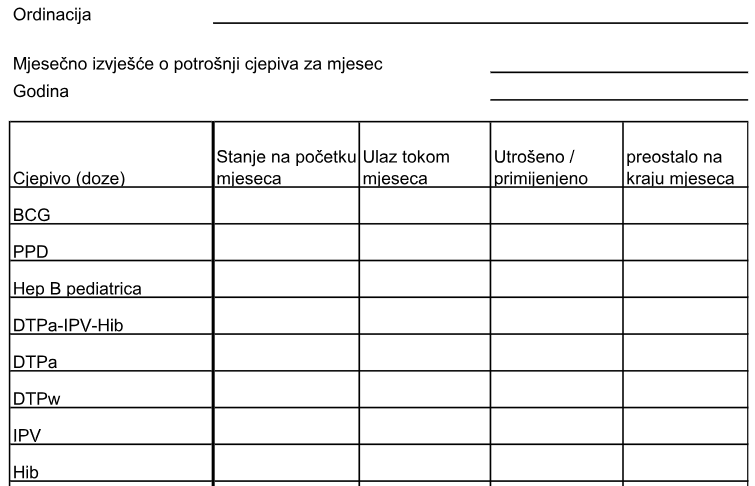 Ordinacija
Mjesečno izvješće o potrošnji cjepiva za mjesec
Godina
Cjepivo (doze)
Stanje na početku
mjeseca
Ulaz tokom
mjeseca
Utrošeno /
primijenjeno
preostalo na
kraju mjeseca
BCG
PPD
Hep B pediatrica
DTPa-IPV-Hib
DTPa
DTPw
IPV
Hib